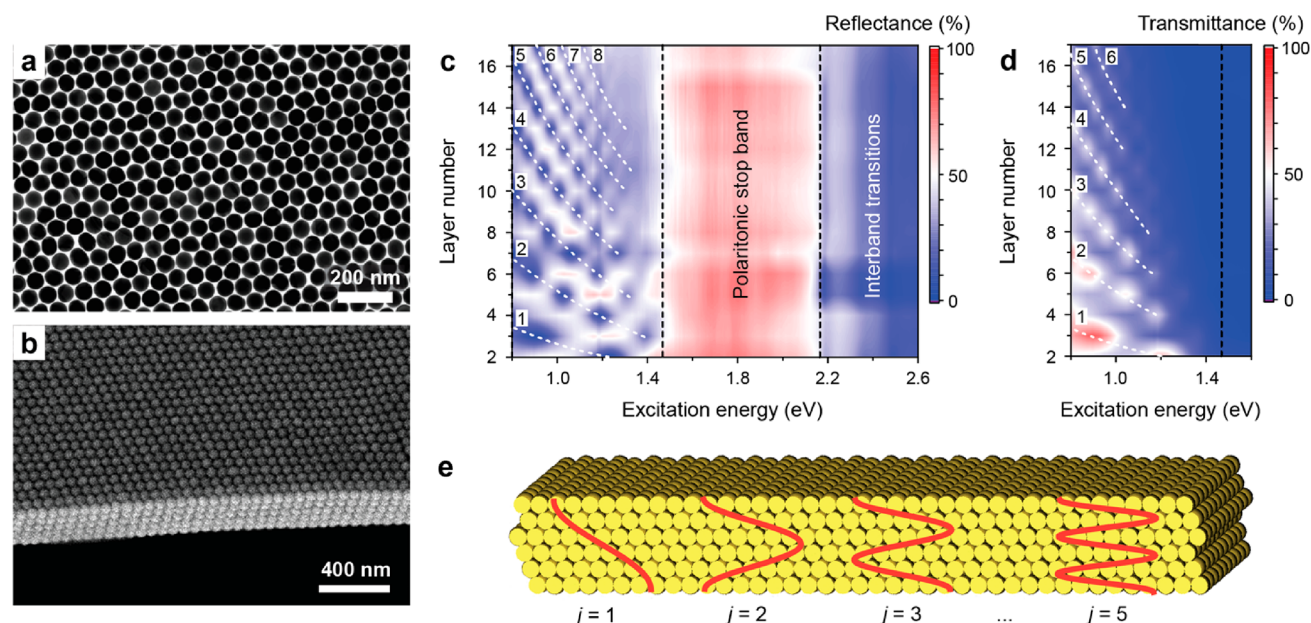 a
200 nm
b
400 nm
c
Reflectance (%)
5 6 7 8
4
3
2
1
16
14
12
10
8
6
4
2
Layer number
Polaritonic stop band
Interband transitions
100
50
0
1.0 1.4 1.8 2.2 2.6
Excitation energy (eV)
d
Transmittance (%)
5 6
4
3
2
1
16
14
12
10
8
6
4
2
Layer number
100
50
0
1.0 1.4
Excitation energy (eV)
e
j = 1 j = 2 j = 3 ... j = 5